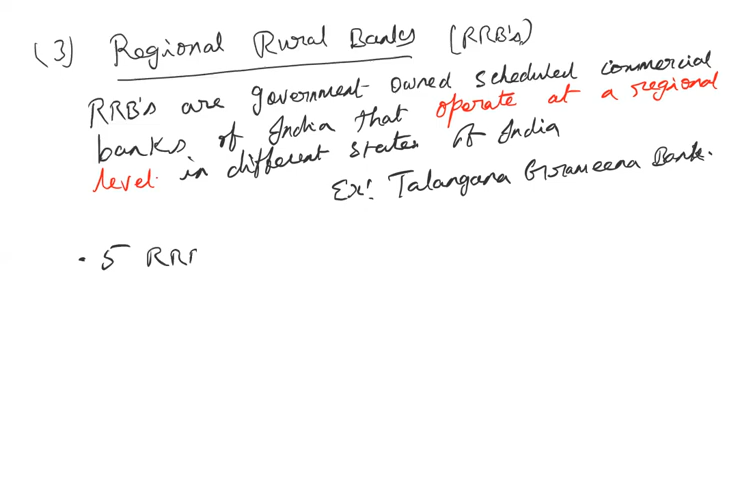 (3) Regional Rural Banks (RRB's)
RRB's are government owned scheduled commercial
banks of India that operate at a regional
level in different states of India
Ex: Talangana Grameena Bank.
. 5 RRI